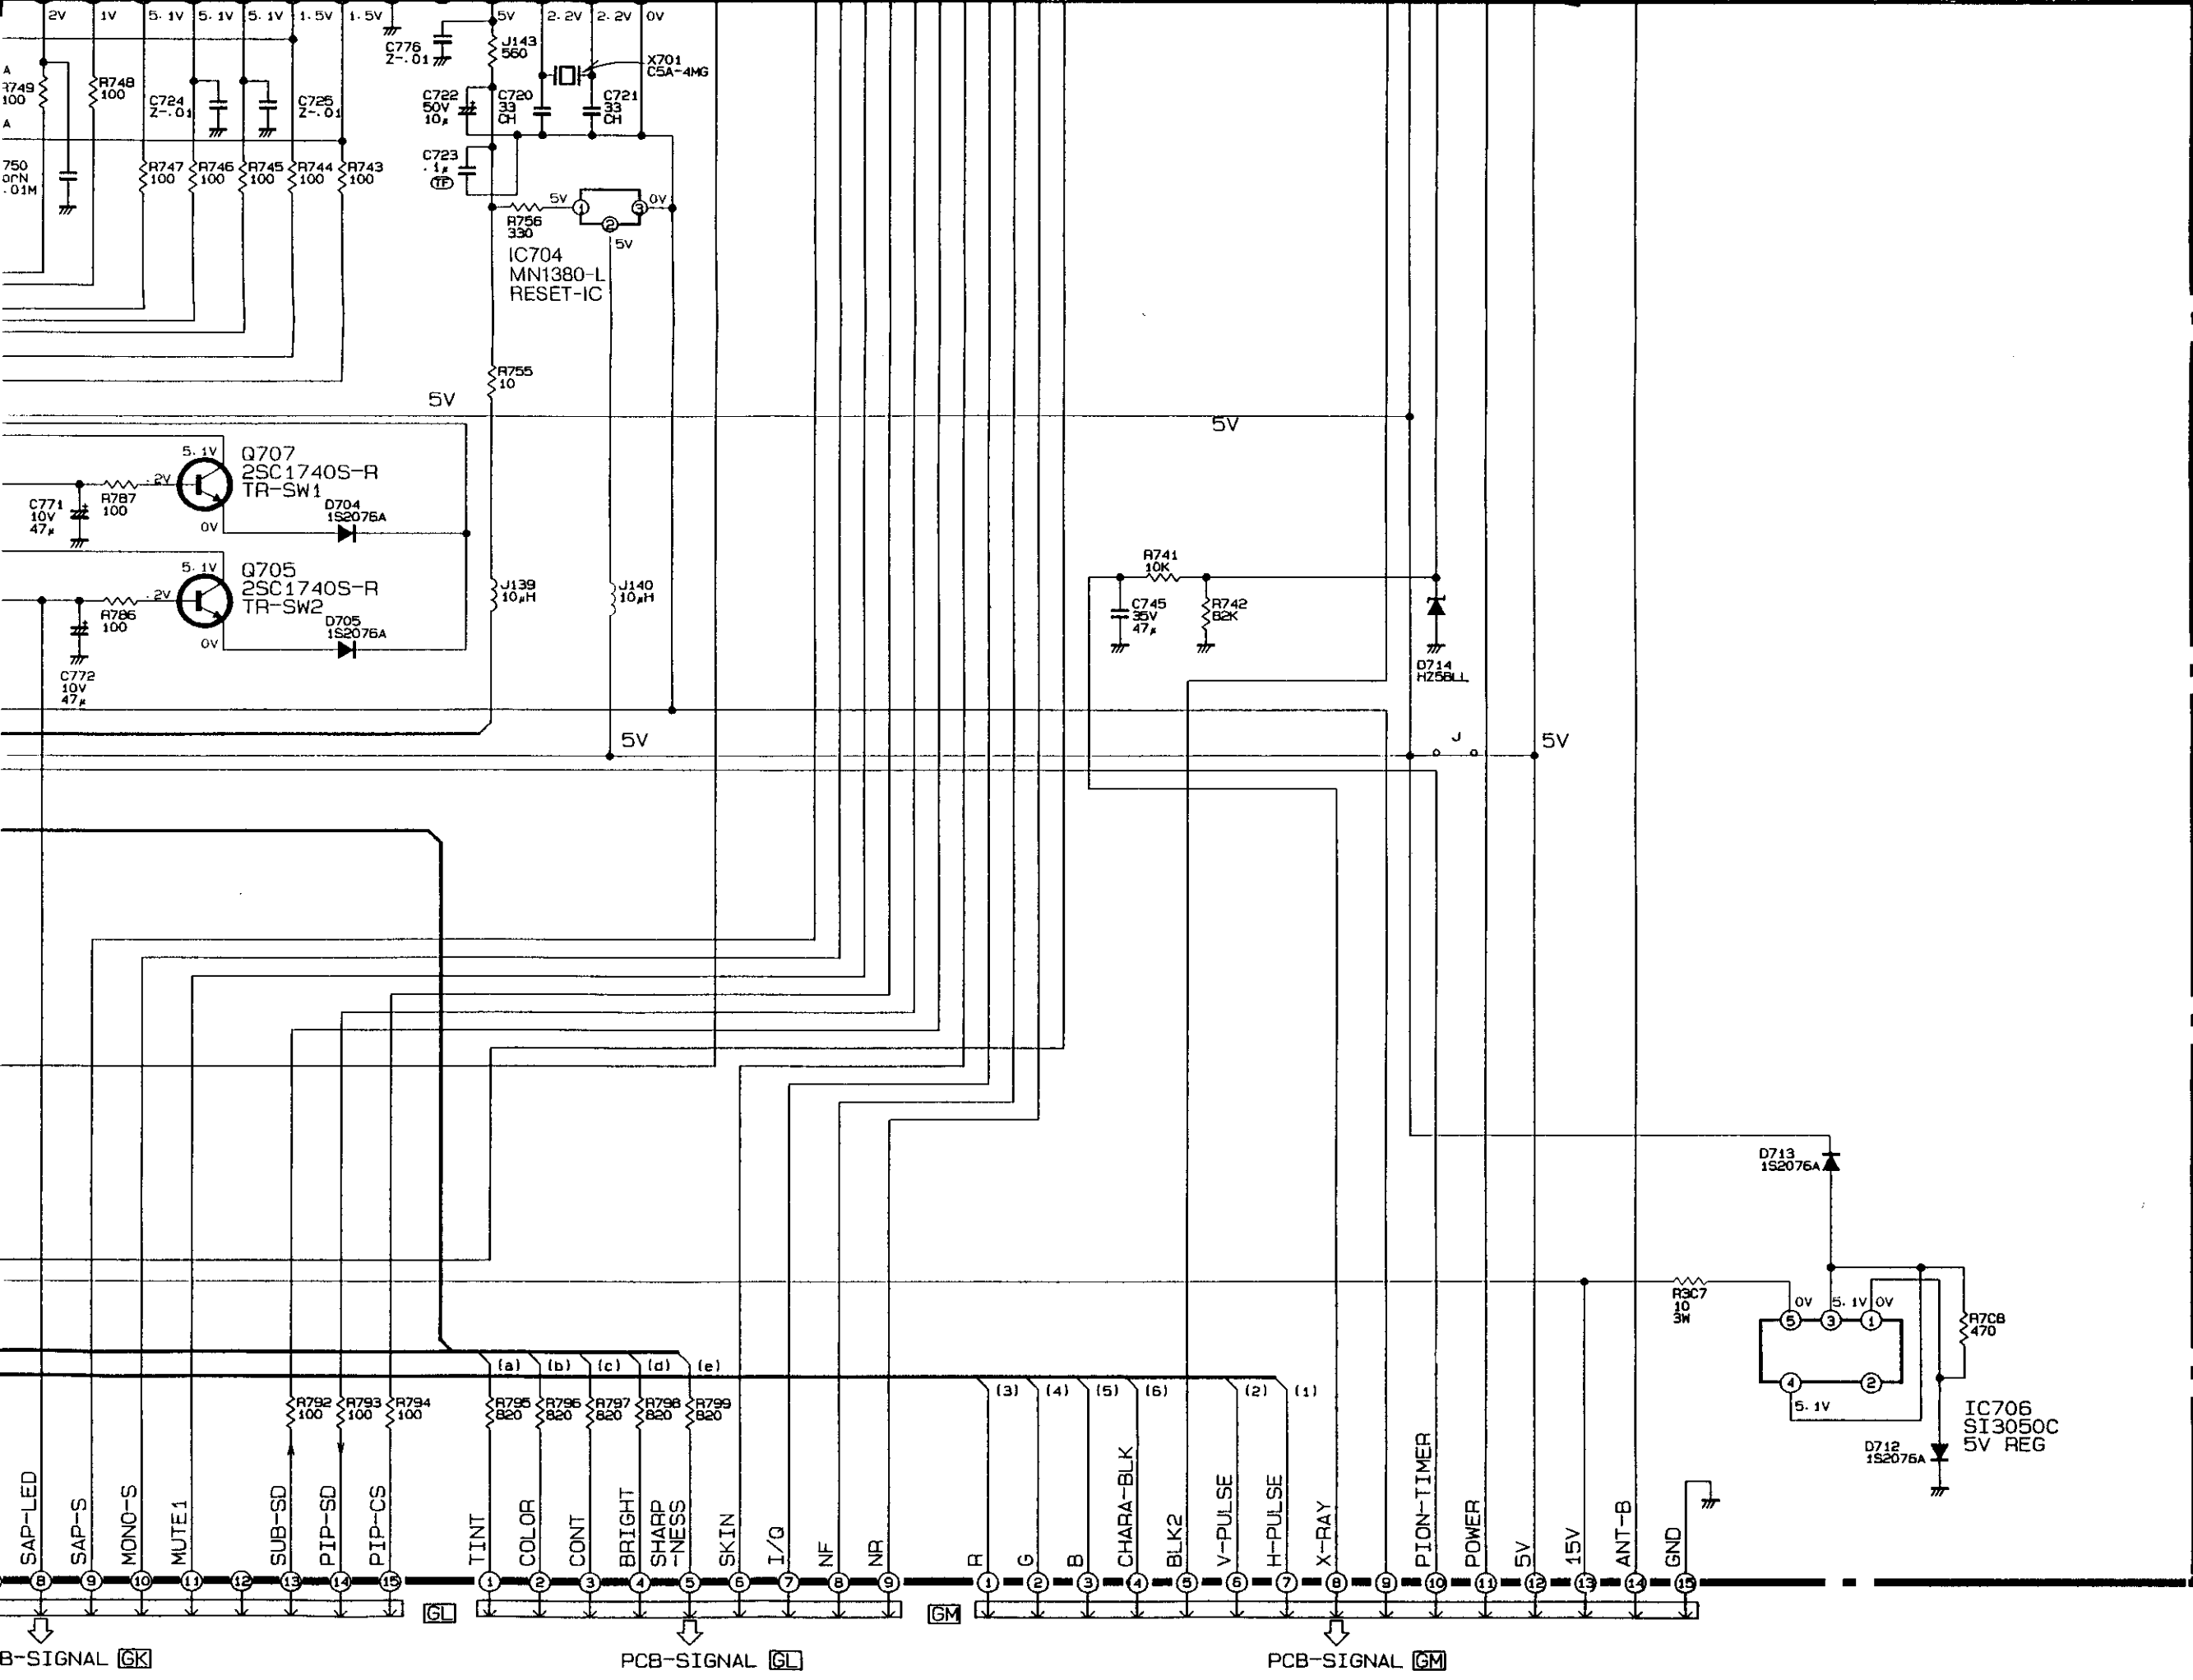 2V 1V 5.1V 5.1V 5.1V 1.5V 1.5V 5V 2.2V 2.2V 0V
C776
Z-.01
J143
560
X701
CSA-4MG
A
R749
100
A
R748
100
C724
Z-.01
C725
Z-.01
C722
50V
10μ
C720
33
CH
C721
33
CH
C723
.1μ
TF
750
.01M
R747
100
R746
100
R745
100
R744
100
R743
100
R756
330
5V 1 2 3 0V
5V
IC704
MN1380-L
RESET-IC
R755
10
5V
5V
5.1V
Q707
2SC1740S-R
TR-SW1
.2V
0V
C771
10V
47μ
R787
100
D704
1S2076A
5.1V
Q705
2SC1740S-R
TR-SW2
.2V
0V
R786
100
D705
1S2076A
C772
10V
47μ
J139
10μH
J140
10μH
R741
10K
C745
35V
47μ
R742
82K
D714
HZ5BLL
5V
J
5V
D713
1S2076A
R3C7
10
3W
0V 5.1V 0V
5 3 1
4 2
5.1V
R7C8
470
IC706
SI3050C
5V REG
D712
1S2076A
(a) (b) (c) (d) (e)
(3) (4) (5) (6) (2) (1)
R792
100
R793
100
R794
100
R795
820
R796
820
R797
820
R798
820
R799
820
SAP-LED
SAP-S
MONO-S
MUTE1
SUB-SD
PIP-SD
PIP-CS
TINT
COLOR
CONT
BRIGHT
SHARP
-NESS
SKIN
I/Q
NF
NR
R
G
B
CHARA-BLK
BLK2
V-PULSE
H-PULSE
X-RAY
PION-TIMER
POWER
5V
15V
ANT-B
GND
8 9 10 11 12 13 14 15 1 2 3 4 5 6 7 8 9 1 2 3 4 5 6 7 8 9 10 11 12 13 14 15
GL
GM
B-SIGNAL GK
PCB-SIGNAL GL
PCB-SIGNAL GM